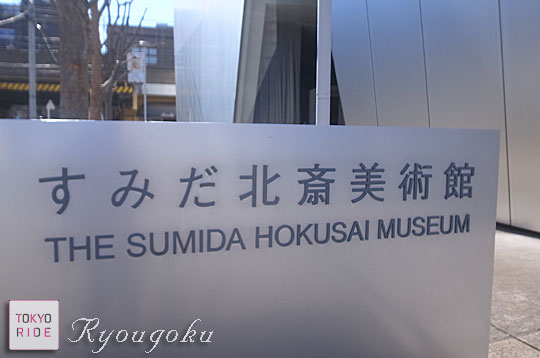 すみだ北斎美術館
THE SUMIDA HOKUSAI MUSEUM
TOKYO
RIDE
Ryougoku